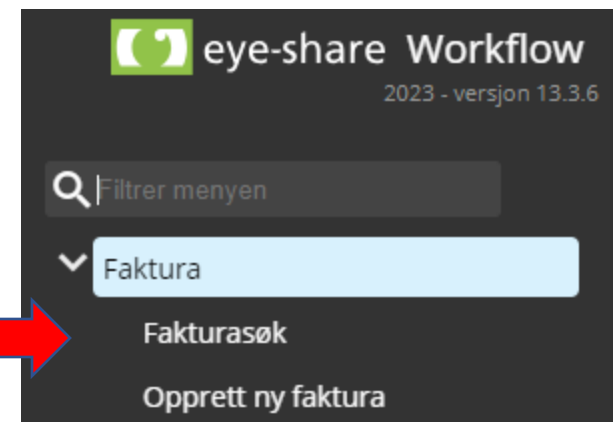 eye-share Workflow
2023 - versjon 13.3.6
Filtrer menyen
Faktura
Fakturasøk
Opprett ny faktura